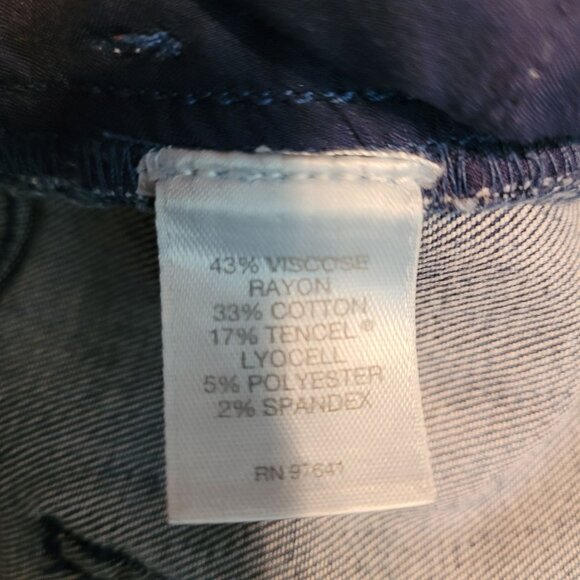 43% VISCOSE
RAYON
33% COTTON
17% TENCEL®
LYOCELL
5% POLYESTER
2% SPANDEX
RN 97641